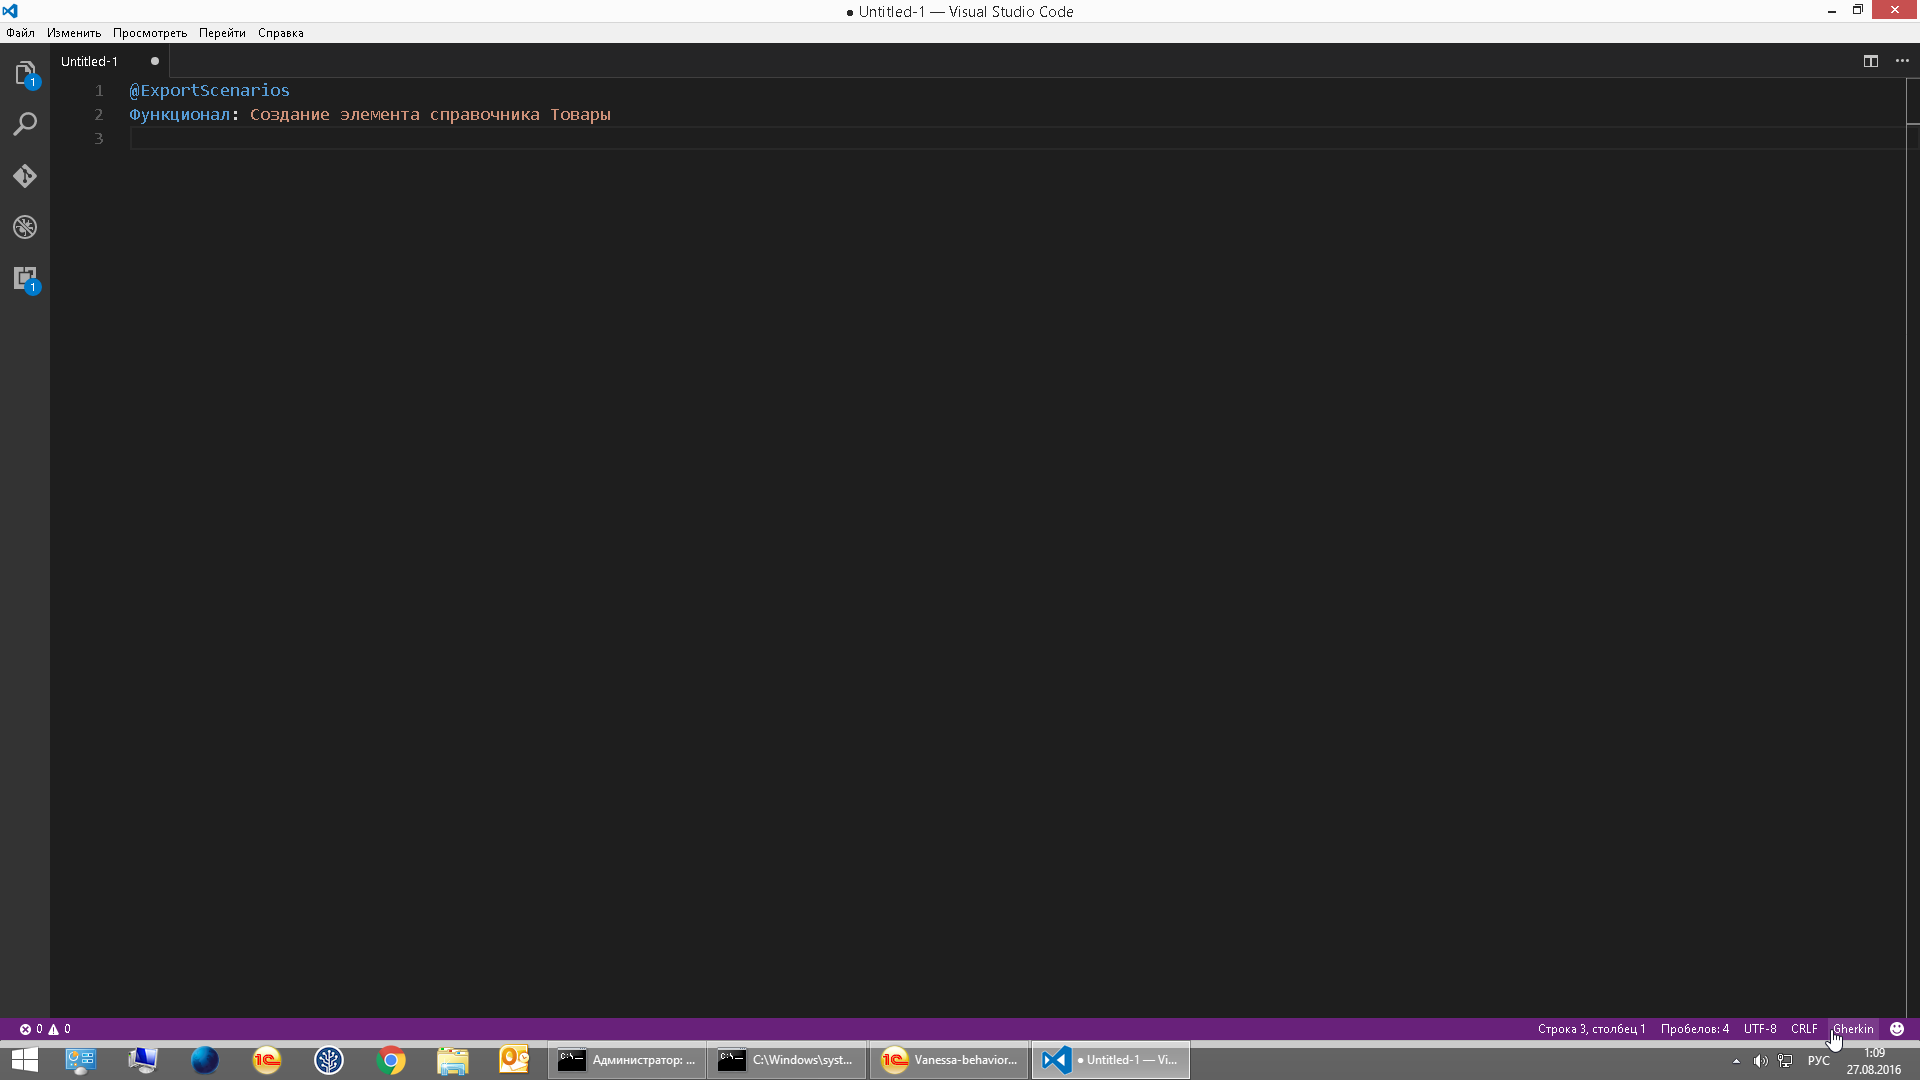 ● Untitled-1 — Visual Studio Code
Файл Изменить Просмотреть Перейти Справка
Untitled-1
1 @ExportScenarios
2 Функционал: Создание элемента справочника Товары
3
1
1
0 0
Строка 3, столбец 1 Пробелов: 4 UTF-8 CRLF Gherkin
Администратор: ... C:\Windows\syst... Vanessa-behavior... ● Untitled-1 — Vi...
РУС
1:09
27.08.2016